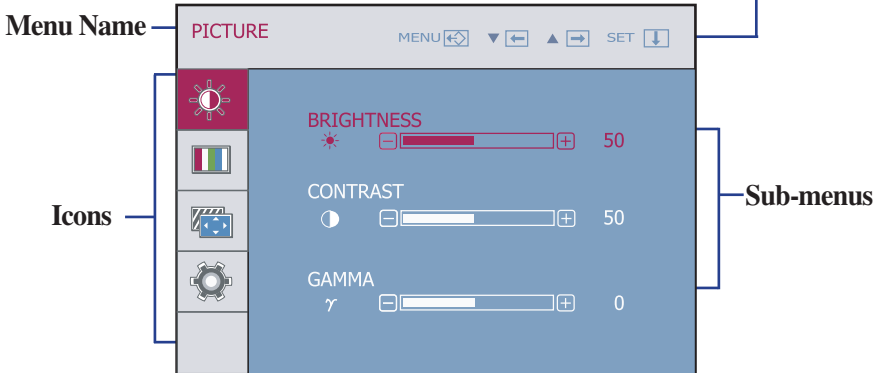 Menu Name
PICTURE
MENU ▼ ▲ SET
BRIGHTNESS
50
CONTRAST
50
Icons
Sub-menus
GAMMA
γ 0